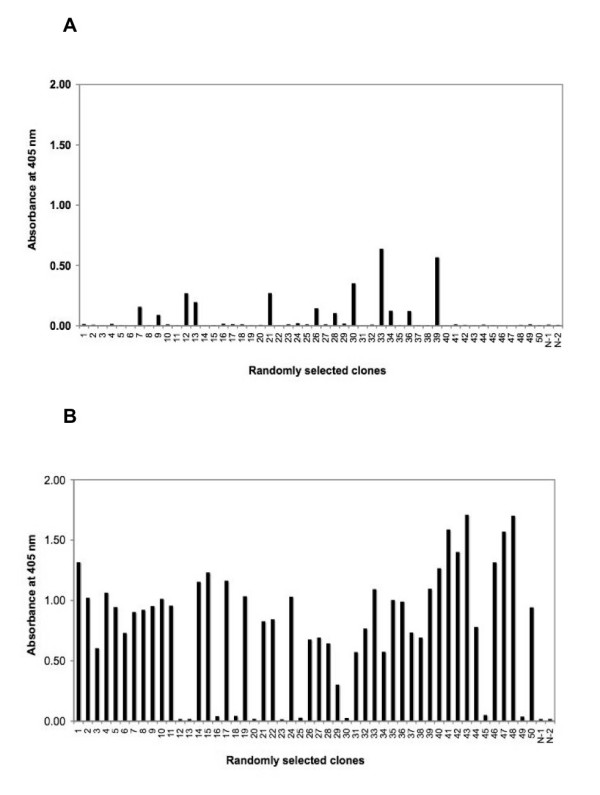 A
2.00
1.50
1.00
0.50
0.00
Absorbance at 405 nm
1 2 3 4 5 6 7 8 9 10 11 12 13 14 15 16 17 18 19 20 21 22 23 24 25 26 27 28 29 30 31 32 33 34 35 36 37 38 39 40 41 42 43 44 45 46 47 48 49 50 N-1 N-2
Randomly selected clones
B
2.00
1.50
1.00
0.50
0.00
Absorbance at 405 nm
1 2 3 4 5 6 7 8 9 10 11 12 13 14 15 16 17 18 19 20 21 22 23 24 25 26 27 28 29 30 31 32 33 34 35 36 37 38 39 40 41 42 43 44 45 46 47 48 49 50 N-1 N-2
Randomly selected clones